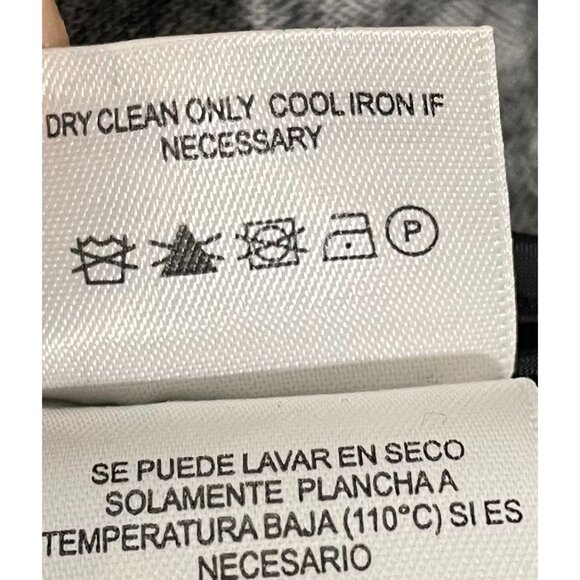 DRY CLEAN ONLY COOL IRON IF
NECESSARY
P
SE PUEDE LAVAR EN SECO
SOLAMENTE PLANCHA A
TEMPERATURA BAJA (110°C) SI ES
NECESARIO